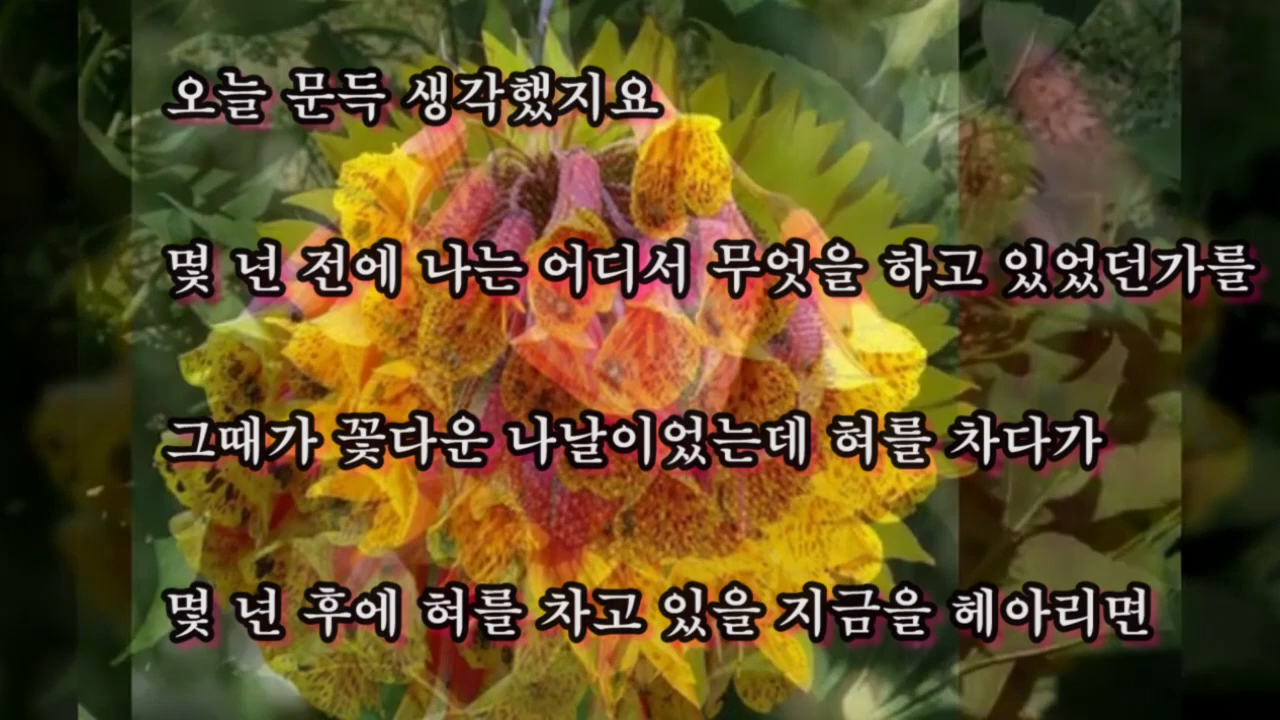 오늘 문득 생각했지요
몇 년 전에 나는 어디서 무엇을 하고 있었던가를
그때가 꽃다운 나날이었는데 혀를 차다가
몇 년 후에 혀를 차고 있을 지금을 헤아리면